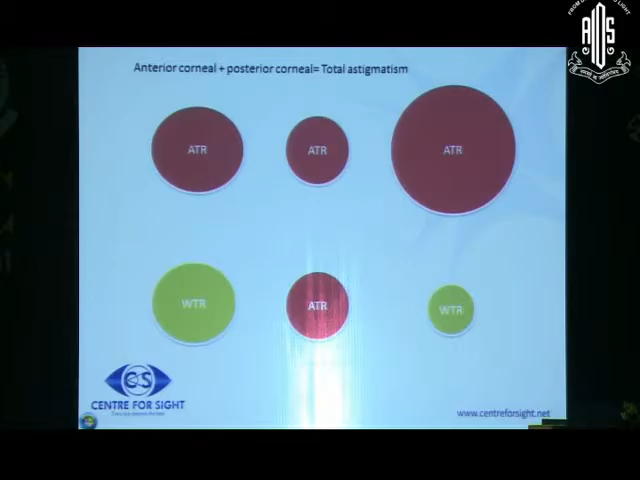 Anterior corneal + posterior corneal= Total astigmatism
ATR
ATR
ATR
WTR
ATR
WTR
CENTRE FOR SIGHT
www.centreforsight.net